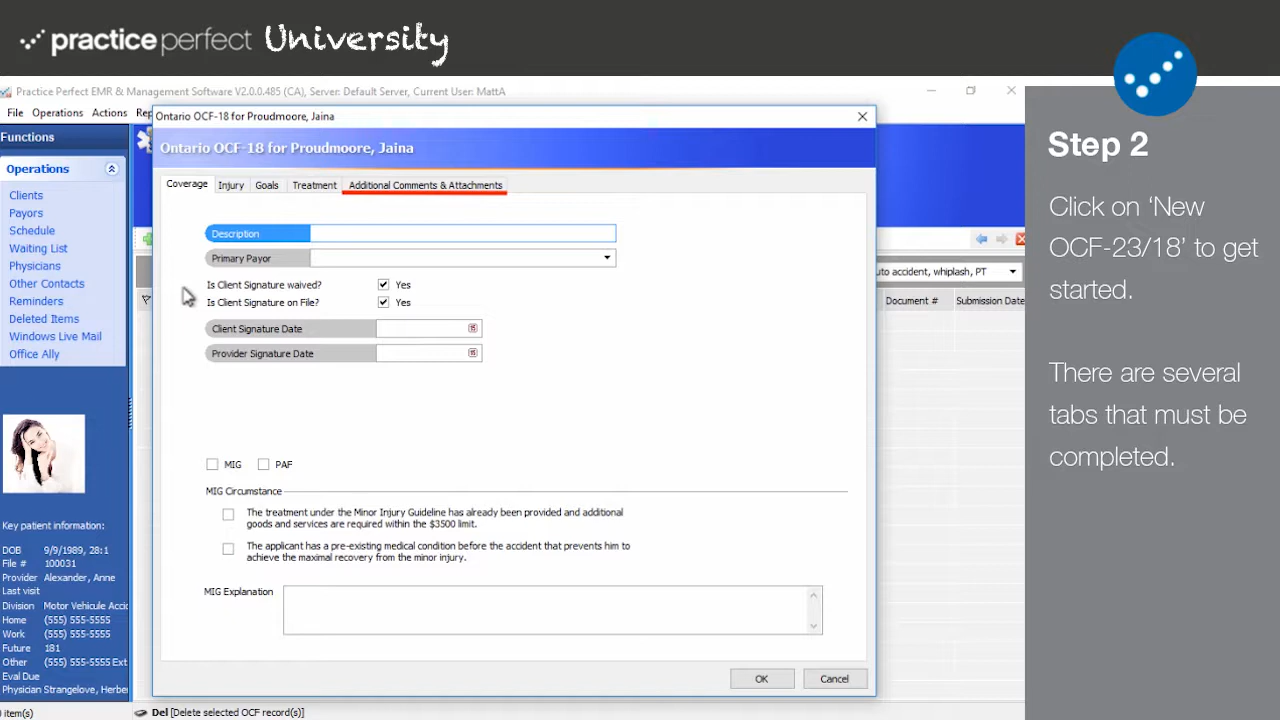 practiceperfect University
Practice Perfect EMR & Management Software V2.0.0.485 (CA), Server: Default Server, Current User: MattA
File Operations Actions Rep
Functions
Operations
Clients
Payors
Schedule
Waiting List
Physicians
Other Contacts
Reminders
Deleted Items
Windows Live Mail
Office Ally
Key patient information:
DOB 9/9/1989, 28:1
File # 100031
Provider Alexander, Anne
Last visit
Division Motor Vehicule Accid
Home (555) 555-5555
Work (555) 555-5555
Future 181
Other (555) 555-5555 Ext
Eval Due
Physician Strangelove, Herber
item(s)
Del [Delete selected OCF record(s)]
Ontario OCF-18 for Proudmoore, Jaina
Ontario OCF-18 for Proudmoore, Jaina
Coverage Injury Goals Treatment Additional Comments & Attachments
Description
Primary Payor
Is Client Signature waived? Yes
Is Client Signature on File? Yes
Client Signature Date
Provider Signature Date
MIG PAF
MIG Circumstance
The treatment under the Minor Injury Guideline has already been provided and additional
goods and services are required within the $3500 limit.
The applicant has a pre-existing medical condition before the accident that prevents him to
achieve the maximal recovery from the minor injury.
MIG Explanation
OK Cancel
uto accident, whiplash, PT
Document # Submission Date
Step 2
Click on ‘New
OCF-23/18’ to get
started.
There are several
tabs that must be
completed.